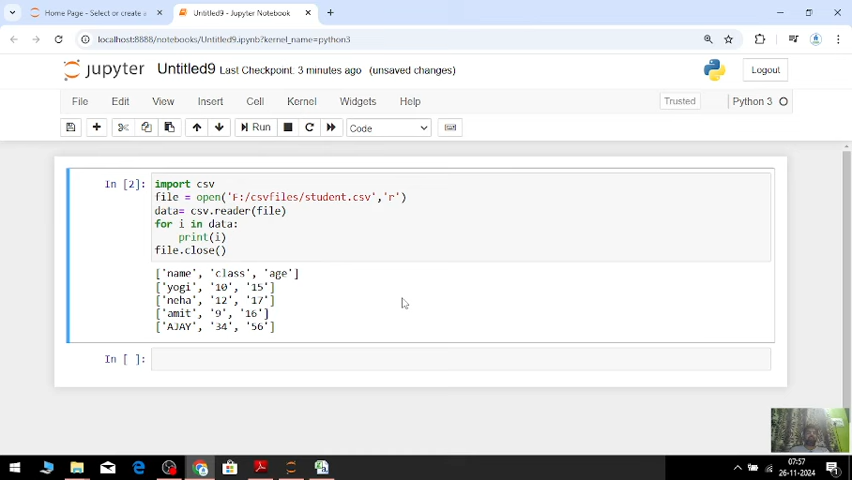 Home Page - Select or create a
Untitled9 - Jupyter Notebook
localhost:8888/notebooks/Untitled9.ipynb?kernel_name=python3
jupyter Untitled9 Last Checkpoint: 3 minutes ago (unsaved changes)
Logout
File Edit View Insert Cell Kernel Widgets Help
Trusted
Python 3
Run
Code
In [2]:
import csv
file = open('F:/csvfiles/student.csv','r')
data= csv.reader(file)
for i in data:
    print(i)
file.close()
['name', 'class', 'age']
['yogi', '10', '15']
['neha', '12', '17']
['amit', '9', '16']
['AJAY', '34', '56']
In [ ]:
07:57
26-11-2024